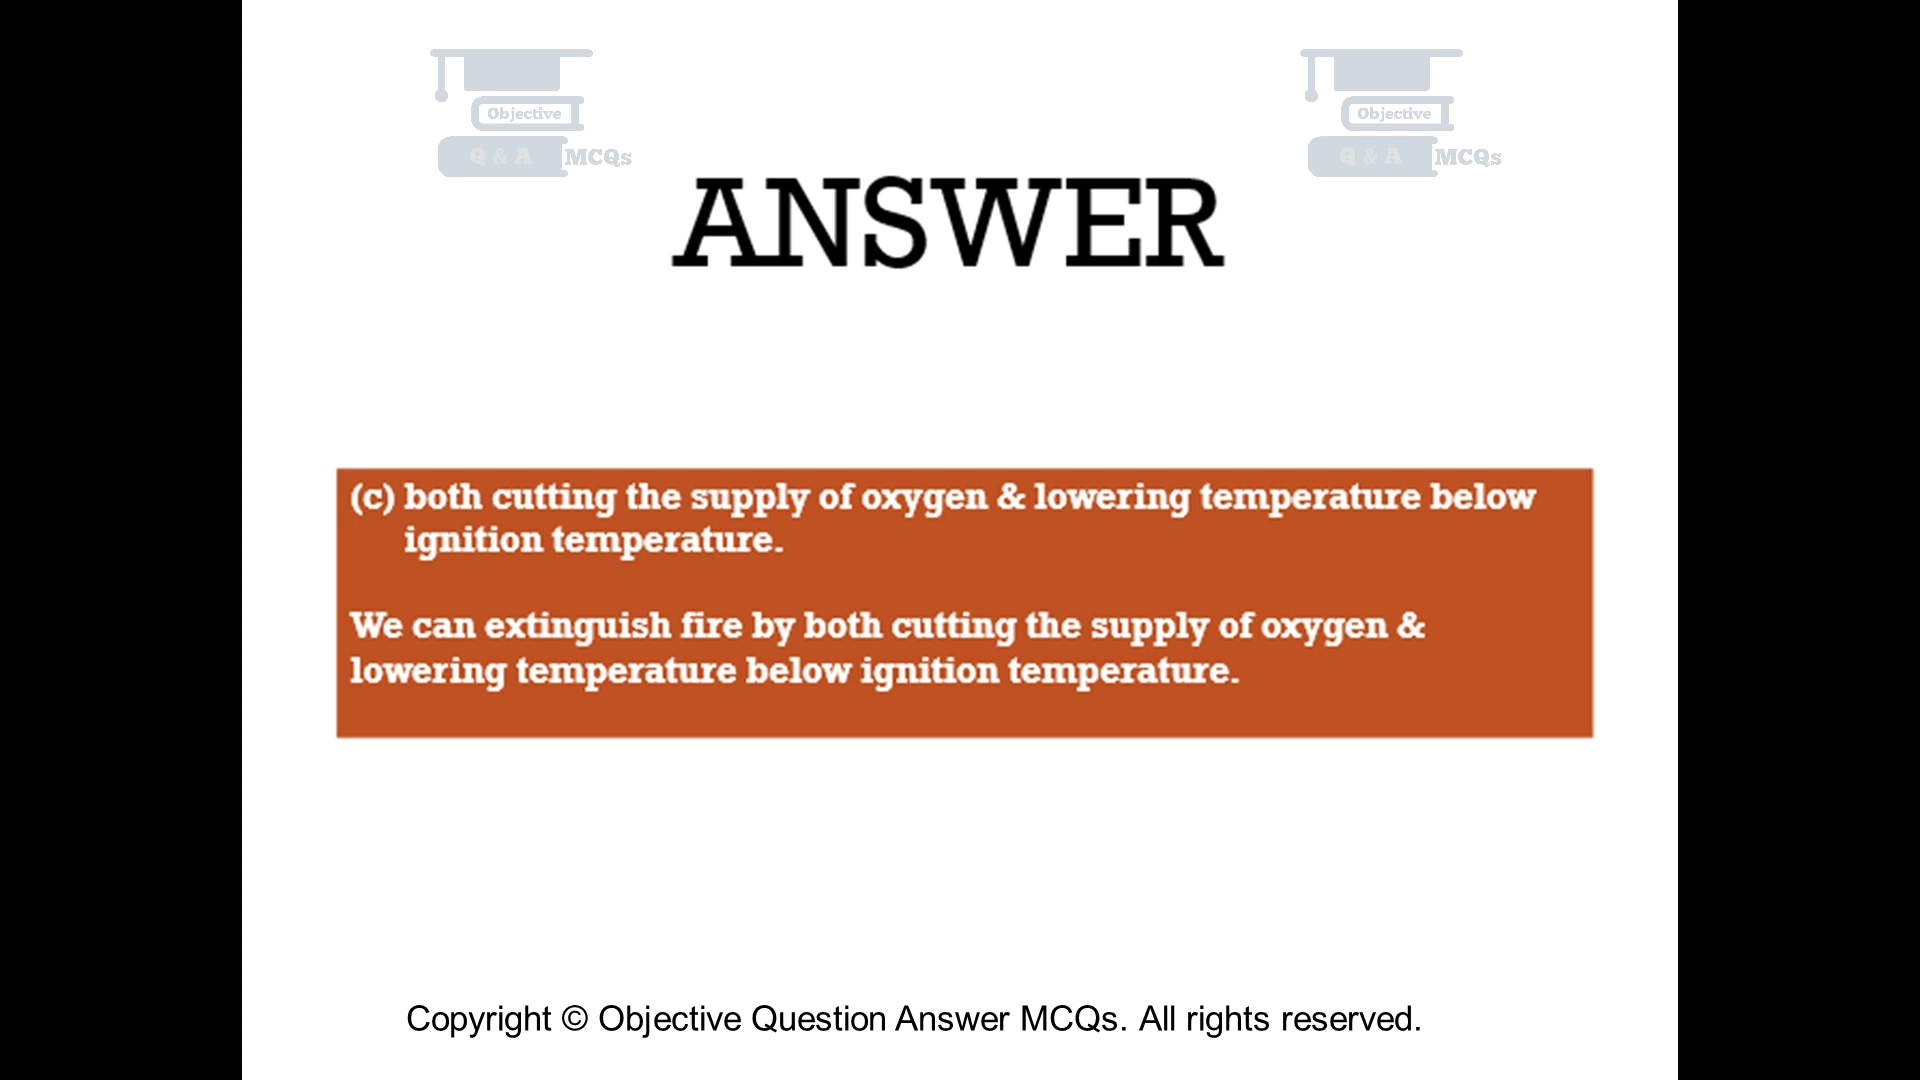 Objective
Q & A MCQs
Objective
Q & A MCQs
ANSWER
(c) both cutting the supply of oxygen & lowering temperature below
ignition temperature.
We can extinguish fire by both cutting the supply of oxygen &
lowering temperature below ignition temperature.
Copyright © Objective Question Answer MCQs. All rights reserved.